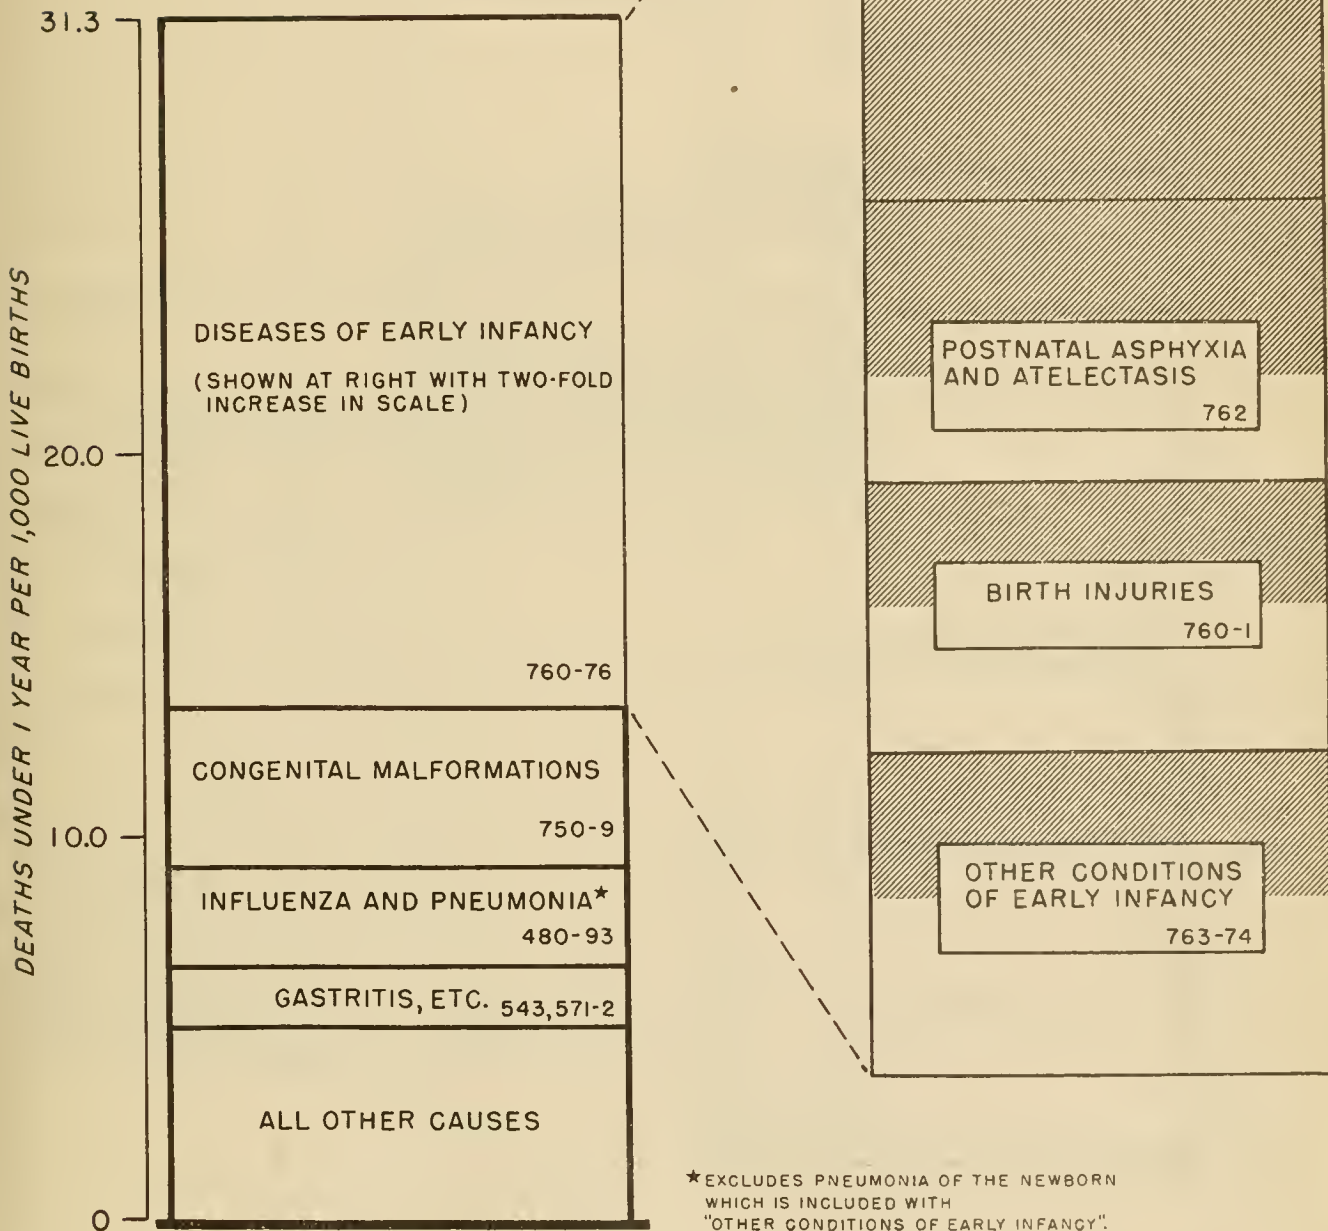 31.3
20.0
10.0
0
DEATHS UNDER 1 YEAR PER 1,000 LIVE BIRTHS
DISEASES OF EARLY INFANCY
(SHOWN AT RIGHT WITH TWO-FOLD
INCREASE IN SCALE)
760-76
CONGENITAL MALFORMATIONS
750-9
INFLUENZA AND PNEUMONIA★
480-93
GASTRITIS, ETC. 543,571-2
ALL OTHER CAUSES
POSTNATAL ASPHYXIA
AND ATELECTASIS
762
BIRTH INJURIES
760-1
OTHER CONDITIONS
OF EARLY INFANCY
763-74
★EXCLUDES PNEUMONIA OF THE NEWBORN
WHICH IS INCLUDED WITH
"OTHER CONDITIONS OF EARLY INFANCY".